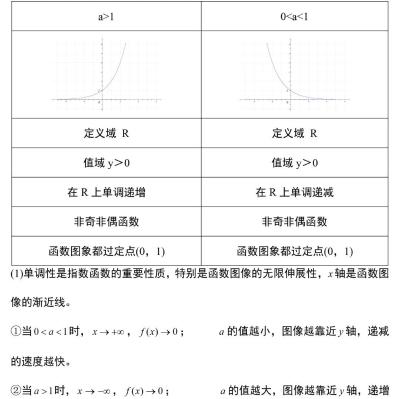 a>1 0<a<1
定义域 R 定义域 R
值域 y＞0 值域 y＞0
在 R 上单调递增 在 R 上单调递减
非奇非偶函数 非奇非偶函数
函数图象都过定点(0，1) 函数图象都过定点(0，1)
(1)单调性是指数函数的重要性质，特别是函数图像的无限伸展性，x轴是函数图
像的渐近线。
①当0<a<1时，x→+∞，f(x)→0； a 的值越小，图像越靠近 y 轴，递减
的速度越快。
②当a>1时，x→-∞，f(x)→0； a 的值越大，图像越靠近 y 轴，递增